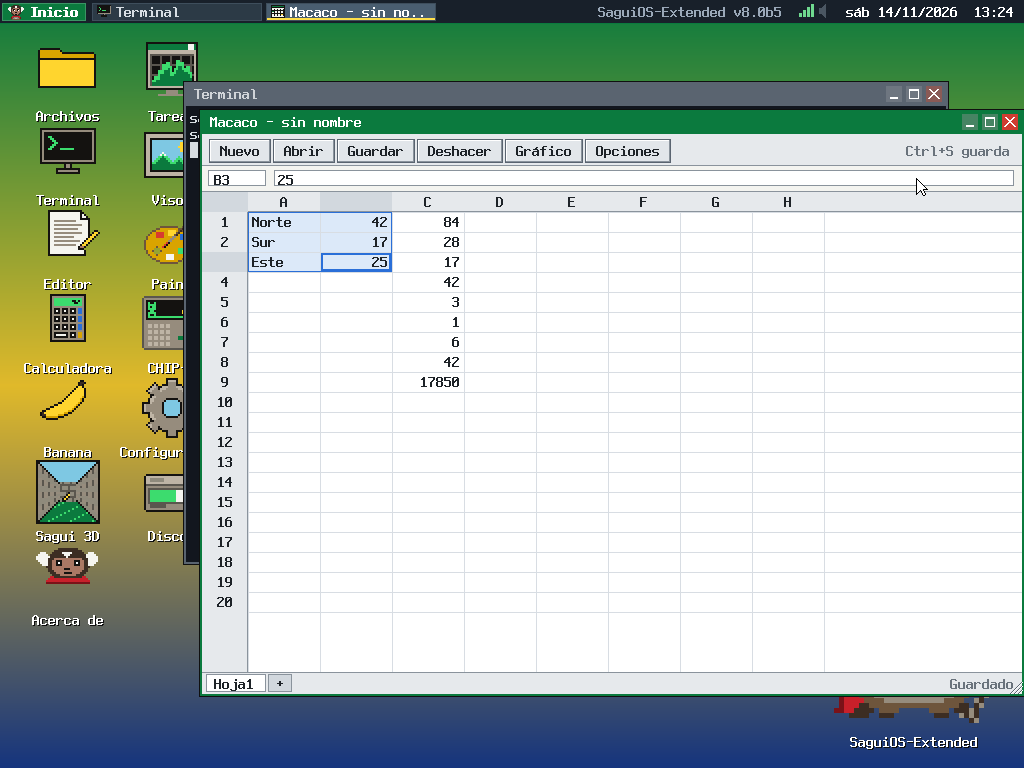 Inicio
Terminal
Macaco - sin no..
SaguiOS-Extended v8.0b5
sáb 14/11/2026
13:24
Archivos
Terminal
Editor
Calculadora
Banana
Sagui 3D
Acerca de
Terminal
Macaco - sin nombre
Nuevo
Abrir
Guardar
Deshacer
Gráfico
Opciones
Ctrl+S guarda
B3
25
A C D E F G H
1 Norte 42 84
2 Sur 17 28
Este 25 17
4 42
5 3
6 1
7 6
8 42
9 17850
10
11
12
13
14
15
16
17
18
19
20
Hoja1
+
Guardado
SaguiOS-Extended